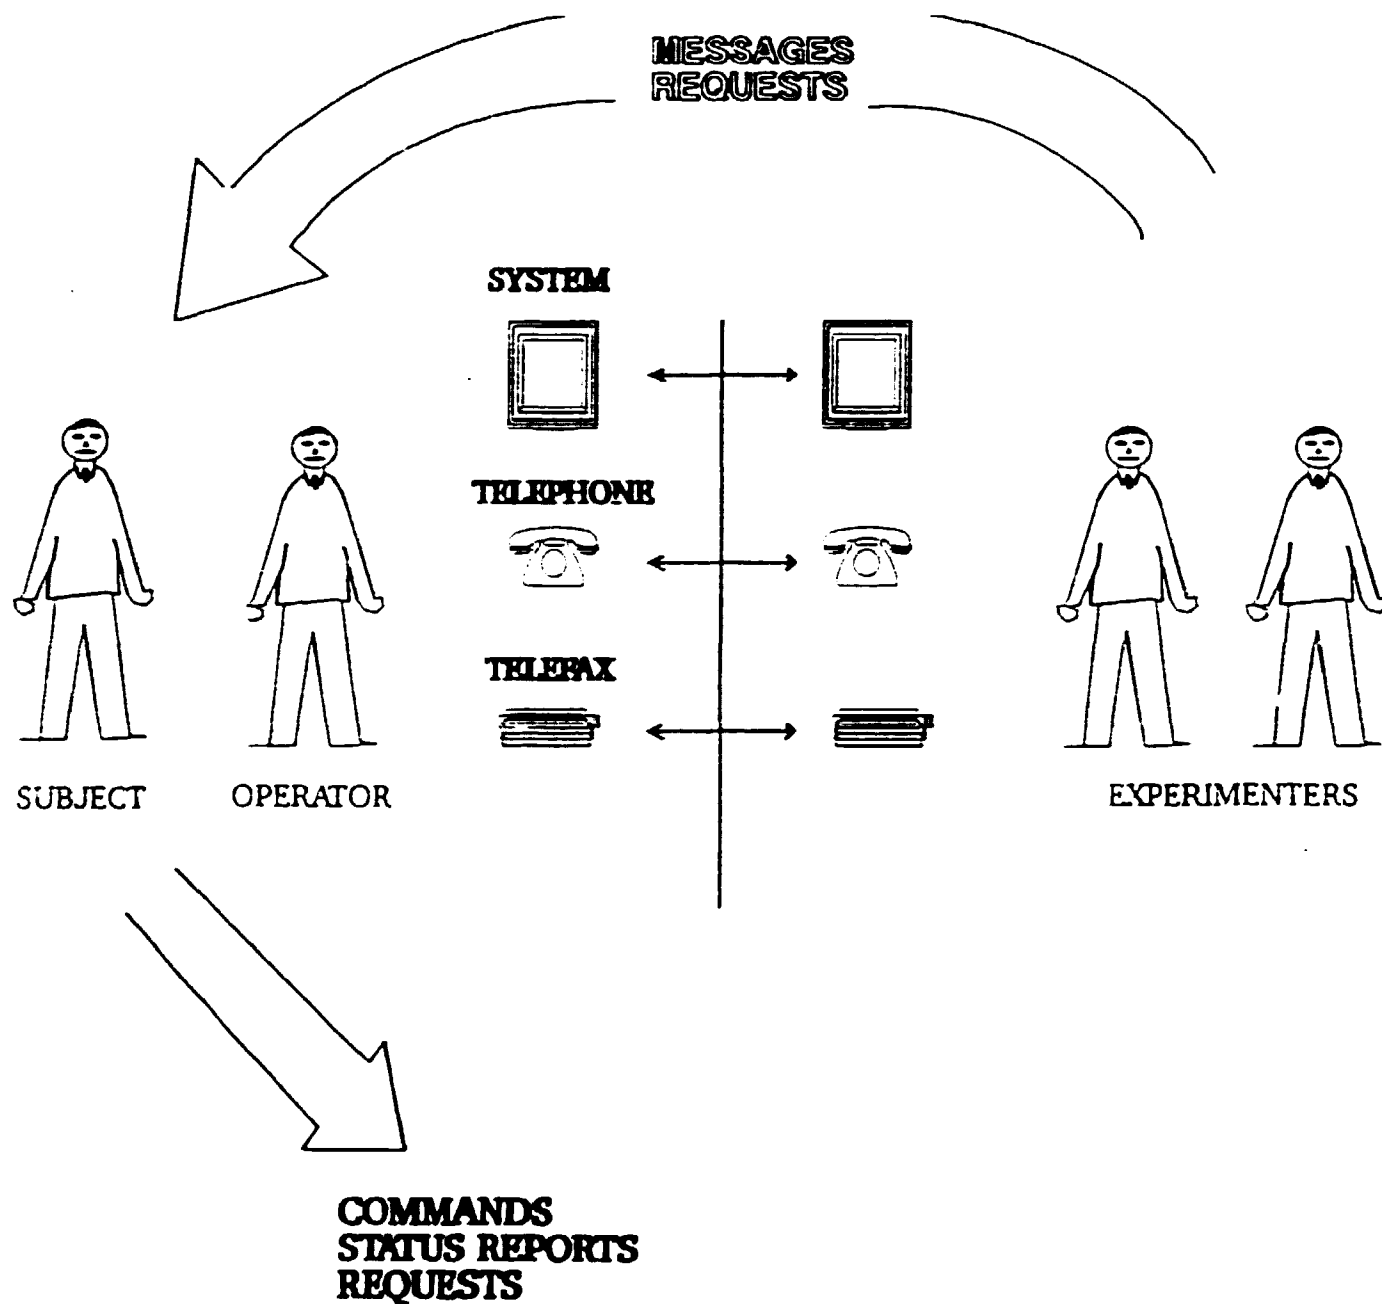 MESSAGES
REQUESTS
SYSTEM
TELEPHONE
TELEFAX
SUBJECT
OPERATOR
EXPERIMENTERS
COMMANDS
STATUS REPORTS
REQUESTS